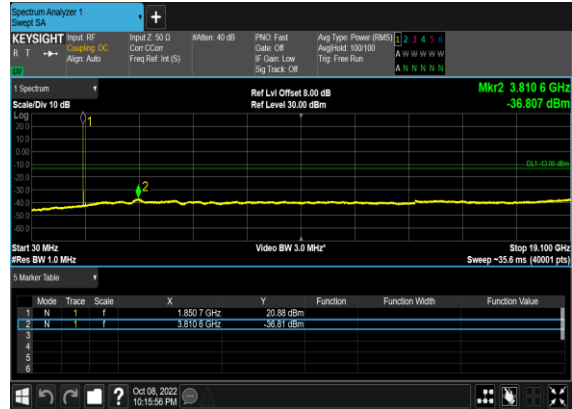 Spectrum Analyzer 1
Swept SA
+
KEYSIGHT Input: RF Input Z: 50 Ω #Atten: 40 dB PNO: Fast Avg Type: Power (RMS) 1 2 3 4 5 6
R T Coupling: DC Corr CCorr Gate: Off Avg|Hold: 100/100 A W W W W W
Align: Auto Freq Ref: Int (S) IF Gain: Low Trig: Free Run
Sig Track: Off A N N N N N
1 Spectrum Ref Lvl Offset 8.00 dB Mkr2 3.810 6 GHz
Scale/Div 10 dB Ref Level 30.00 dBm -36.807 dBm
Log
1
20.0
10.0
0.00
-10.0
DL1 -13.00 dBm
-20.0
-30.0
2
-40.0
-50.0
-60.0
Start 30 MHz Video BW 3.0 MHz* Stop 19.100 GHz
#Res BW 1.0 MHz Sweep ~35.6 ms (40001 pts)
5 Marker Table
Mode Trace Scale X Y Function Function Width Function Value
1 N 1 f 1.850 7 GHz 20.88 dBm
2 N 1 f 3.810 6 GHz -36.81 dBm
3
4
5
6
? Oct 08, 2022
10:15:56 PM